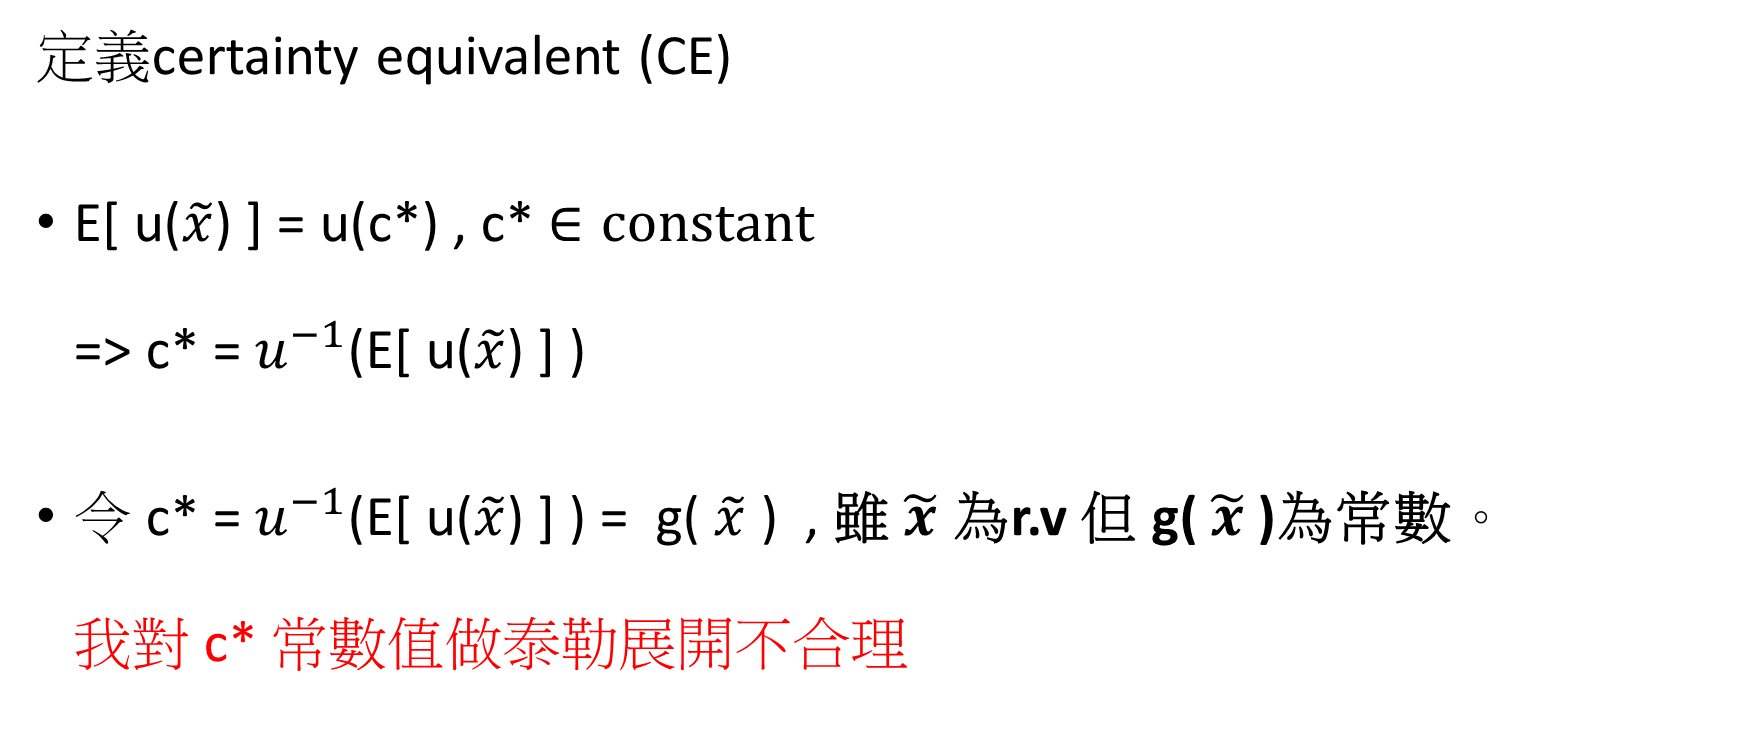 定義certainty equivalent (CE)
• E[ u(x̃) ] = u(c*) , c* ∈ constant
=> c* = 𝑢⁻¹(E[ u(x̃) ] )
• 令 c* = 𝑢⁻¹(E[ u(x̃) ] ) = g( x̃ ) , 雖 x̃ 為r.v 但 g( x̃ )為常數。
我對 c* 常數值做泰勒展開不合理